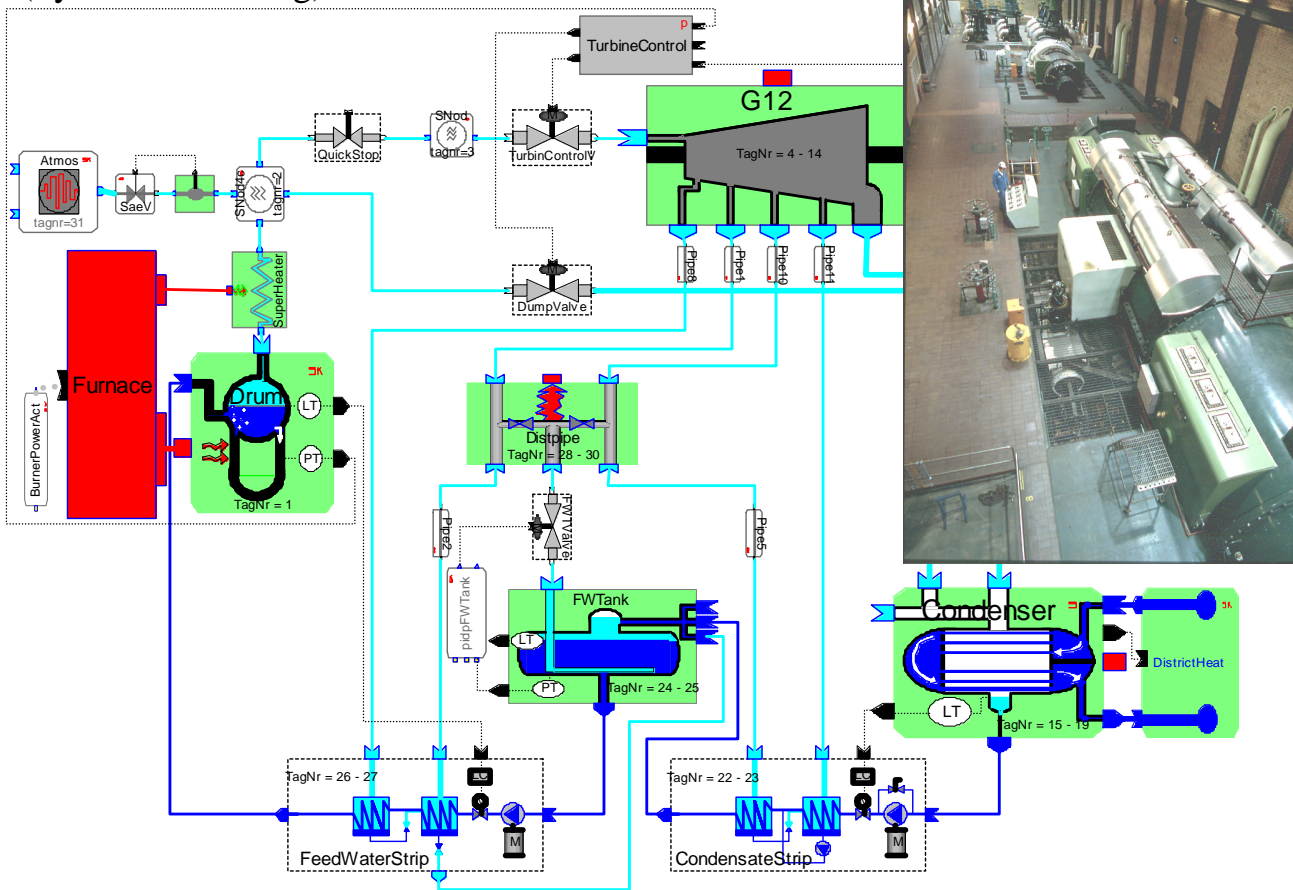 p
TurbineControl
G12
TagNr = 4 - 14
QuickStop
SNod
tagnr=3
M
TurbinControlV
Atmos
tagnr=31
SaeV
SNod4
tagnr=2
Pipe8
Pipe1
Pipe10
Pipe11
M
DumpValve
SuperHeater
Furnace
BurnerPowerAct
Drum
LT
PT
TagNr = 1
Distpipe
TagNr = 28 - 30
Pipe2
FWTValve
Pipe5
pidpFWTank
FWTank
LT
PT
TagNr = 24 - 25
Condenser
DistrictHeat
LT
TagNr = 15 - 19
TagNr = 26 - 27
M
FeedWaterStrip
TagNr = 22 - 23
M
CondensateStrip